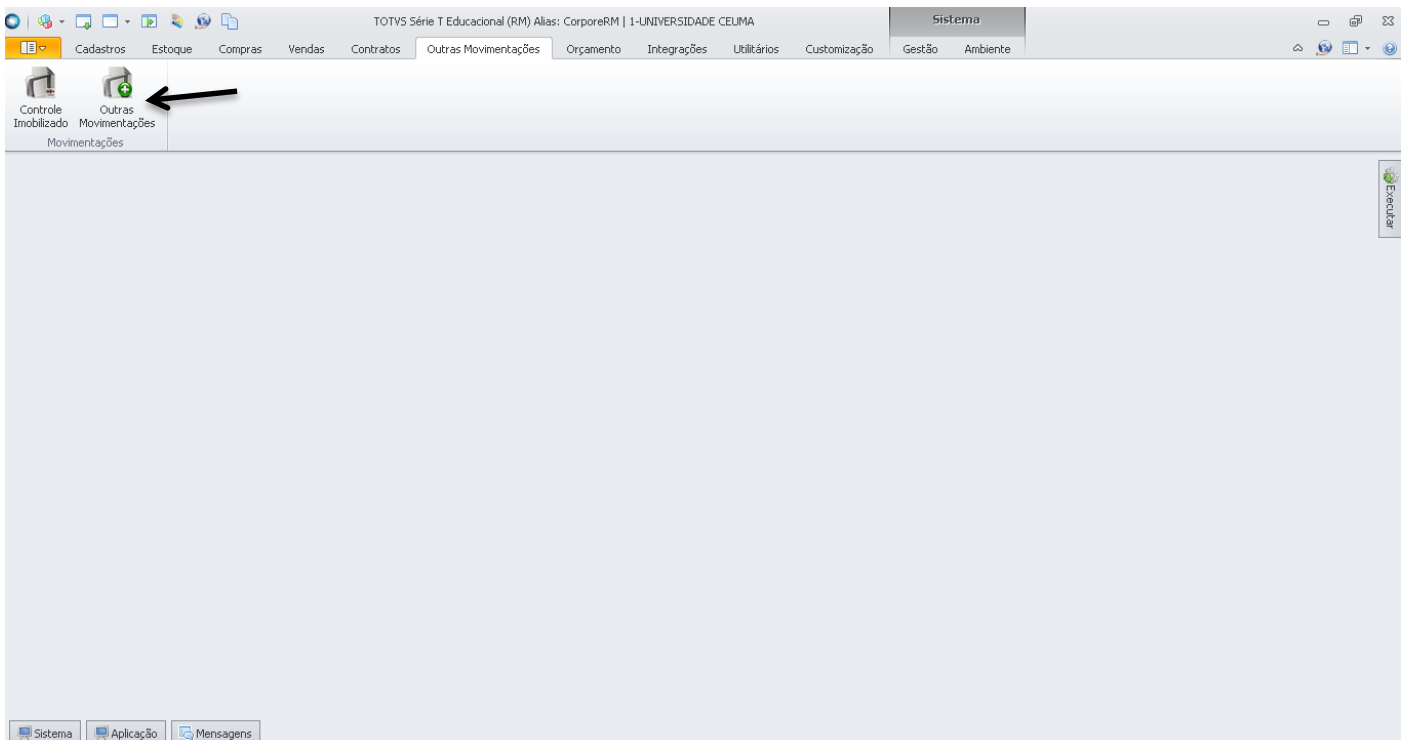 TOTVS Série T Educacional (RM) Alias: CorporeRM | 1-UNIVERSIDADE CEUMA
Sistema
Cadastros Estoque Compras Vendas Contratos Outras Movimentações Orçamento Integrações Utilitários Customização Gestão Ambiente
Controle Outras
Imobilizado Movimentações
Movimentações
Executar
Sistema Aplicação Mensagens